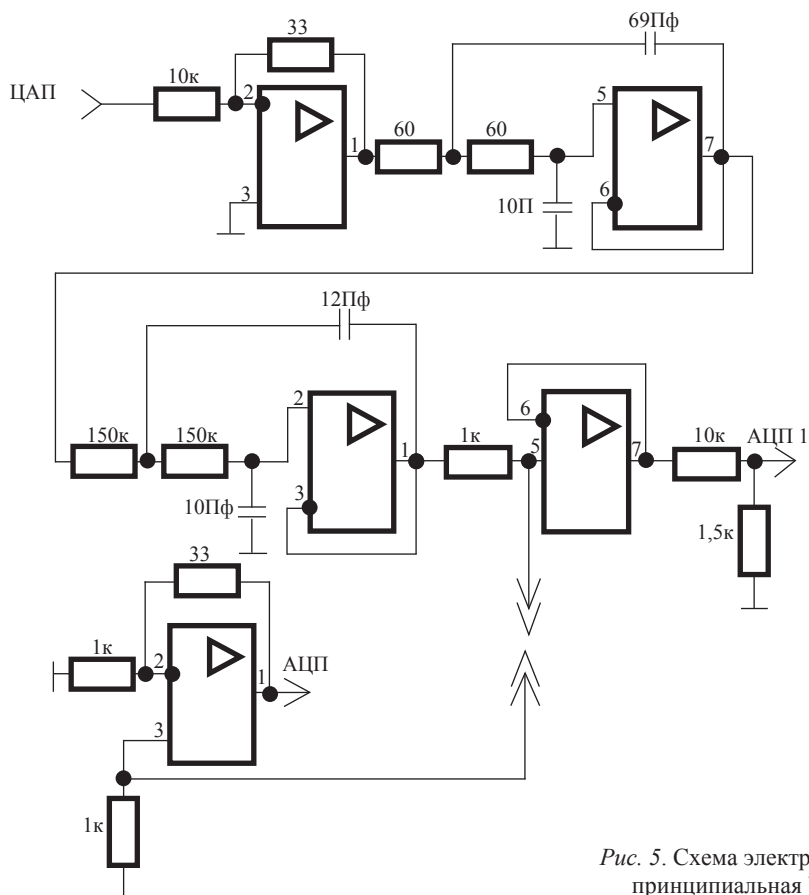 69Пф
33
10к
ЦАП
2
5
1
60
60
7
3
10П
6
12Пф
2
6
150к
150к
1
1к
5
7
10к
АЦП 1
3
10Пф
1,5к
33
1к
2
1
АЦП
3
1к
Рис. 5. Схема электр
принципиальная